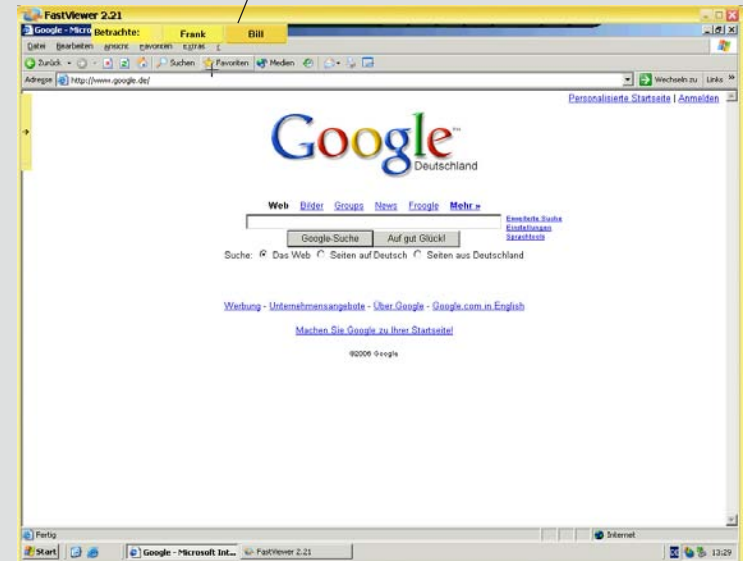 FastViewer 2.21
Google - Micro
Betrachte: Frank Bill
Datei Bearbeiten Ansicht Favoriten Extras
Zurück Suchen Favoriten Medien
Adresse http://www.google.de/ Wechseln zu Links »
Personalisierte Startseite | Anmelden
Google™
Deutschland
Web Bilder Groups News Froogle Mehr »
Erweiterte Suche
Einstellungen
Sprachtools
Google-Suche Auf gut Glück!
Suche: Das Web Seiten auf Deutsch Seiten aus Deutschland
Werbung - Unternehmensangebote - Über Google - Google.com in English
Machen Sie Google zu Ihrer Startseite!
©2006 Google
Fertig Internet
Start Google - Microsoft Int... FastViewer 2.21 13:29